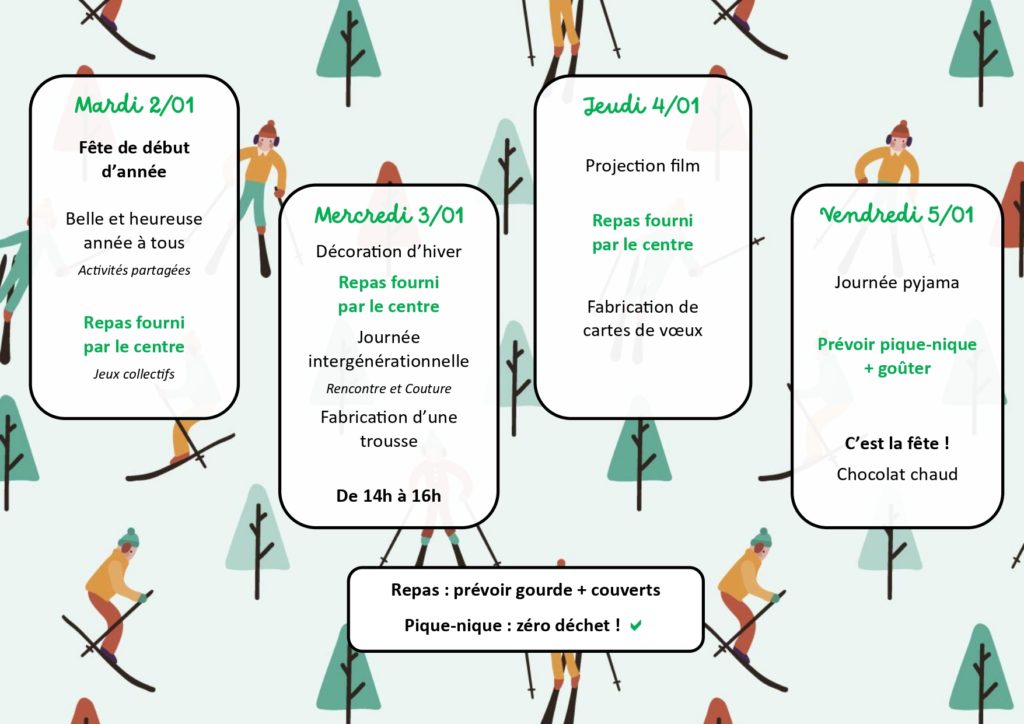 Mardi 2/01
Fête de début
d’année
Belle et heureuse
année à tous
Activités partagées
Repas fourni
par le centre
Jeux collectifs
Mercredi 3/01
Décoration d’hiver
Repas fourni
par le centre
Journée
intergénérationnelle
Rencontre et Couture
Fabrication d’une
trousse
De 14h à 16h
Jeudi 4/01
Projection film
Repas fourni
par le centre
Fabrication de
cartes de vœux
Vendredi 5/01
Journée pyjama
Prévoir pique-nique
+ goûter
C’est la fête !
Chocolat chaud
Repas : prévoir gourde + couverts
Pique-nique : zéro déchet !